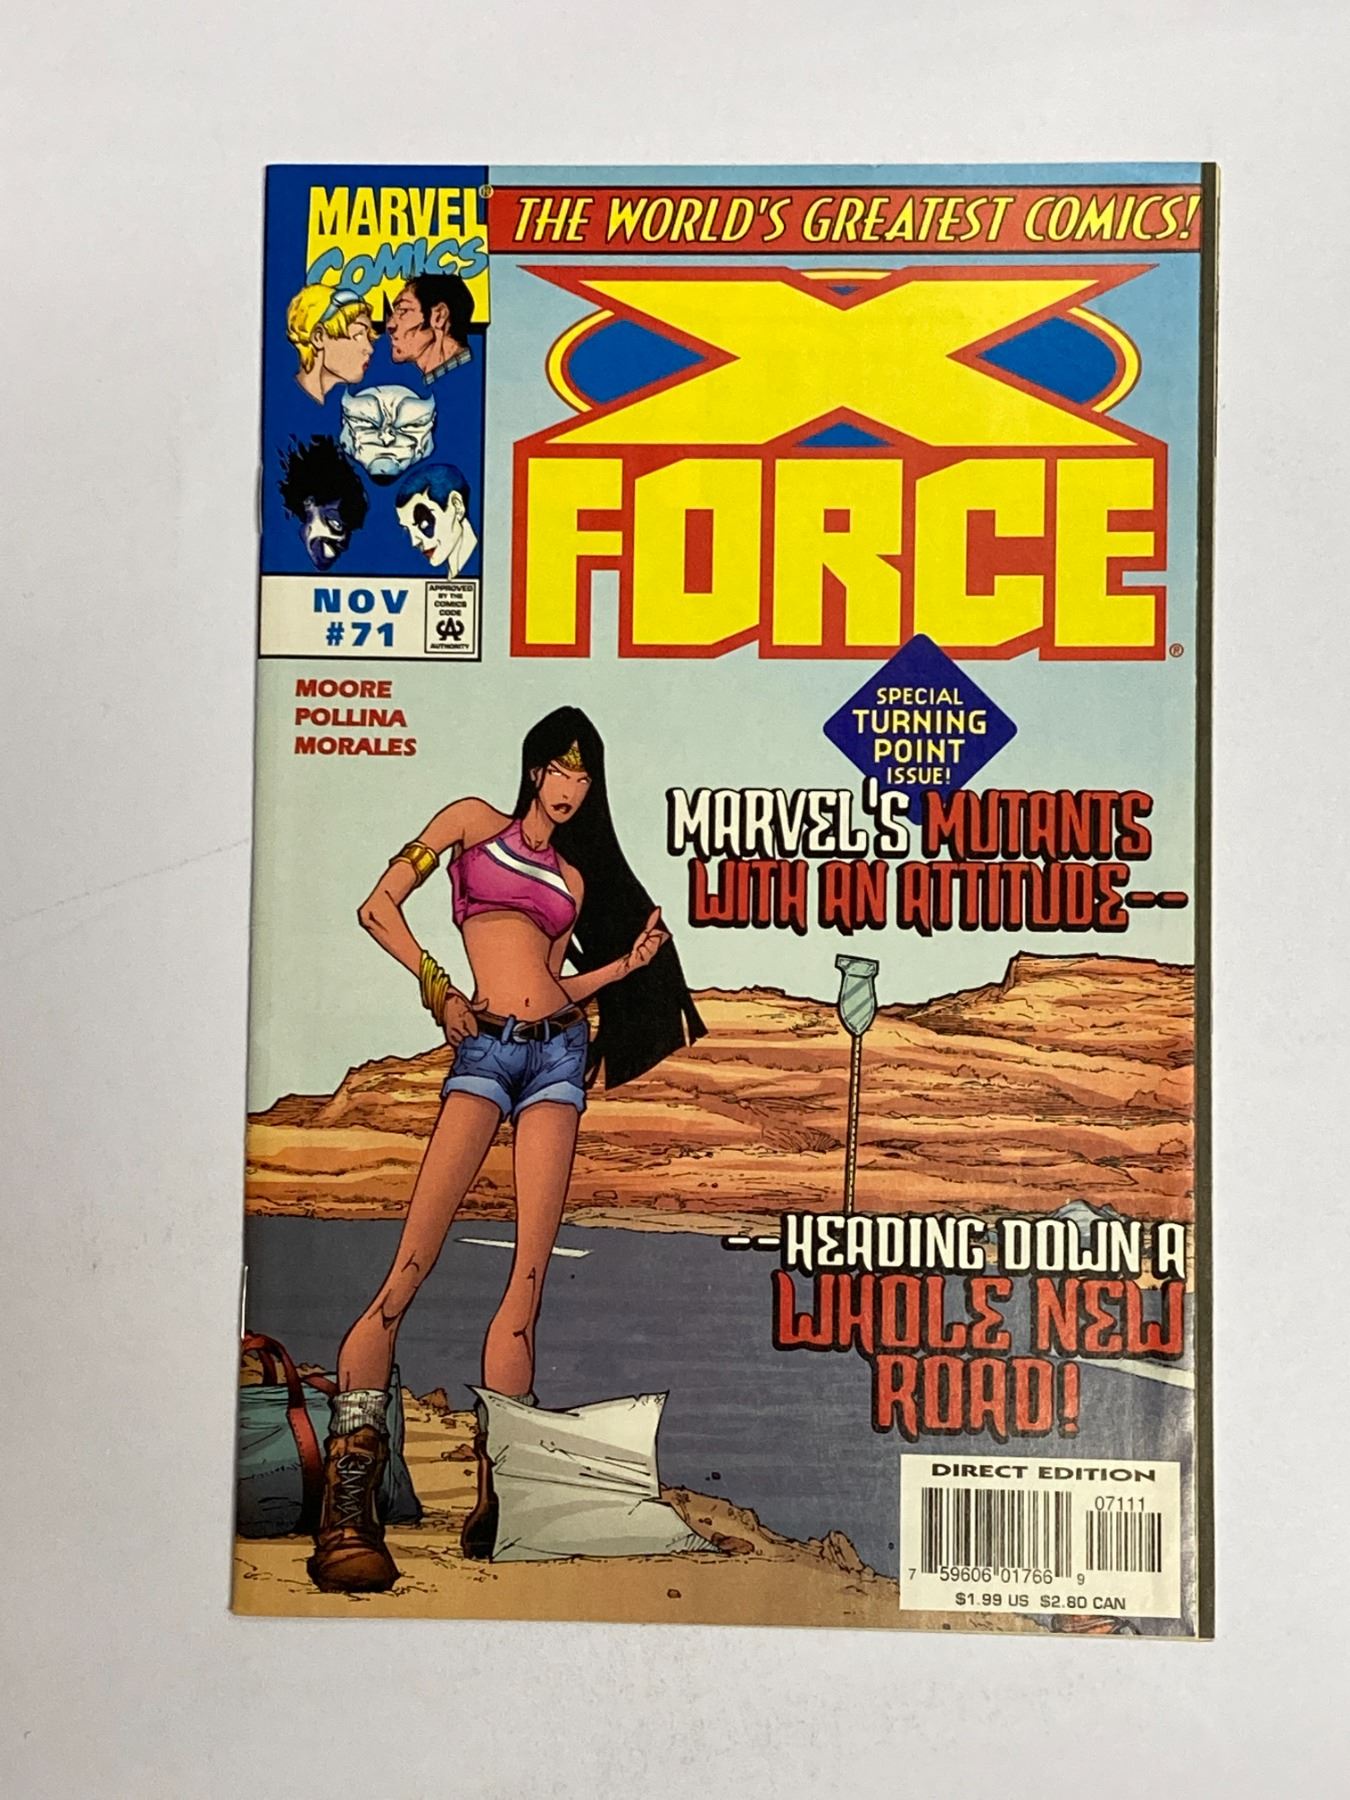 MARVEL®
COMICS
THE WORLD'S GREATEST COMICS!
X
FORCE®
NOV
#71
APPROVED
BY THE
COMICS
CODE
CA
AUTHORITY
MOORE
POLLINA
MORALES
SPECIAL
TURNING
POINT
ISSUE!
MARVEL'S MUTANTS
WITH AN ATTITUDE--
--HEADING DOWN A
WHOLE NEW
ROAD!
DIRECT EDITION
07111
7 59606 01766 9
$1.99 US $2.80 CAN